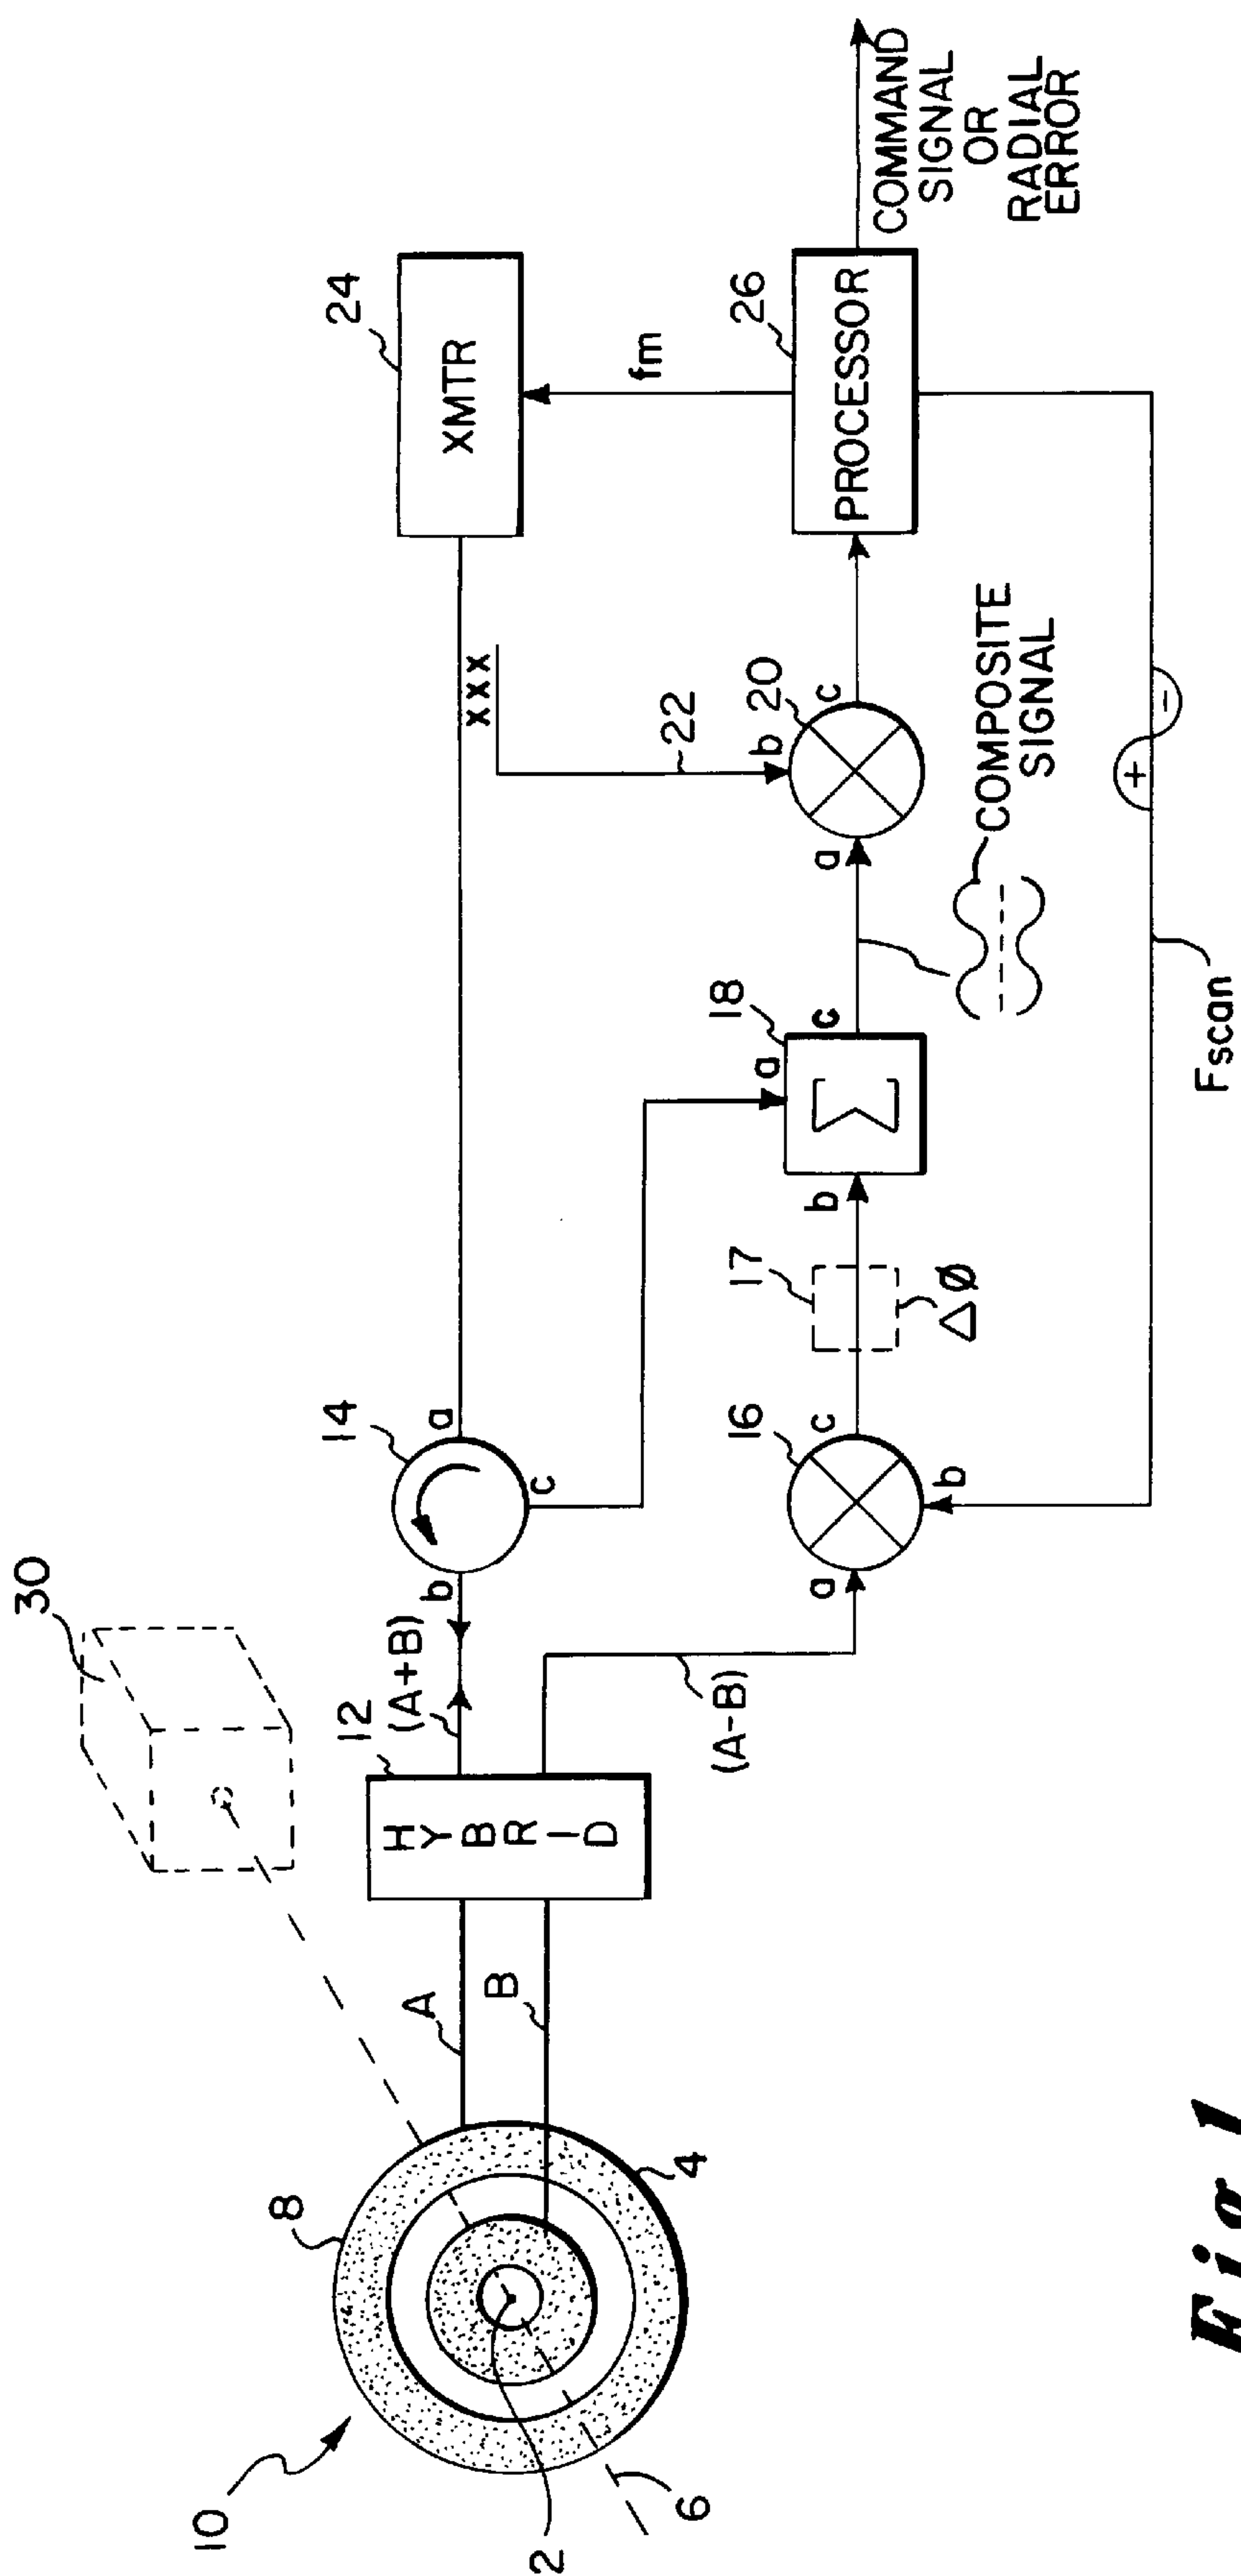 30
10
8
2
6
4
A
B
HYBRID
12
(A+B)
(A-B)
14
a
b
c
16
a
b
c
17
ΔØ
18
a
b
c
Σ
COMPOSITE
SIGNAL
20
a
b
c
22
xxx
24
XMTR
fm
26
PROCESSOR
COMMAND
SIGNAL
OR
RADIAL
ERROR
+
-
Fscan
Fig 1